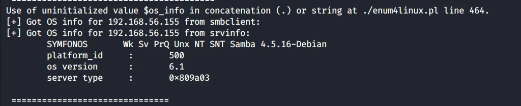 Use of uninitialized value $os_info in concatenation (.) or string at ./enum4linux.pl line 464.
[+] Got OS info for 192.168.56.155 from smbclient:
[+] Got OS info for 192.168.56.155 from srvinfo:
SYMFONOS Wk Sv PrQ Unx NT SNT Samba 4.5.16-Debian
platform_id : 500
os version : 6.1
server type : 0×809a03
==============================